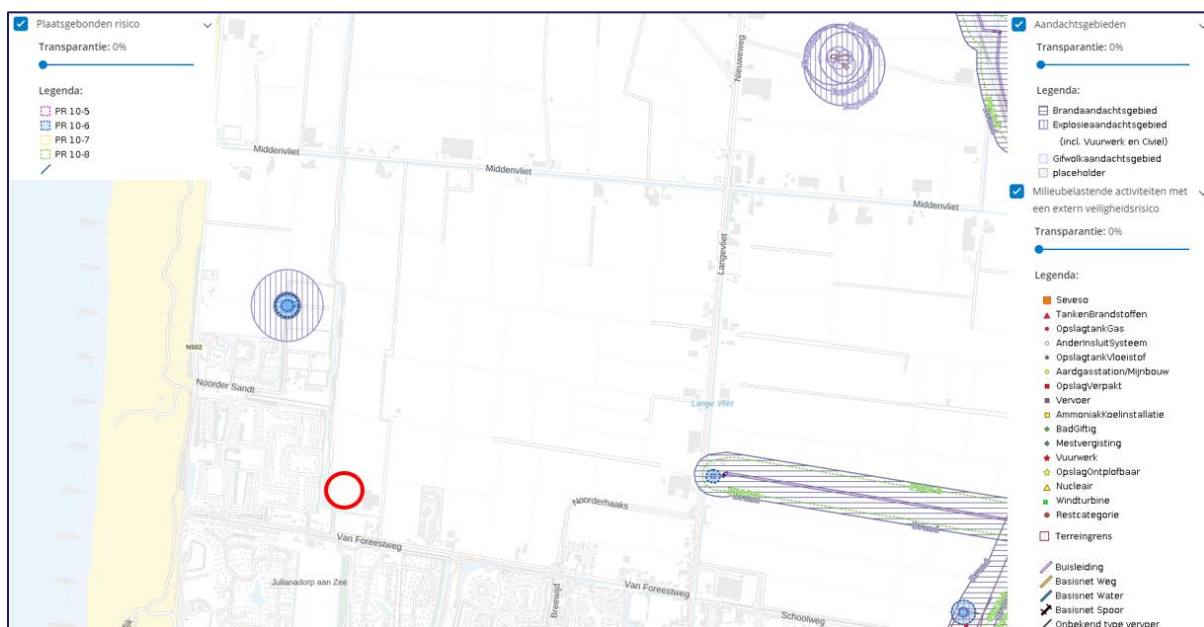 Plaatsgebonden risico
Transparantie: 0%
Legenda:
PR 10-5
PR 10-6
PR 10-7
PR 10-8
Aandachtsgebieden
Transparantie: 0%
Legenda:
Brandaandachtsgebied
Explosieaandachtsgebied
(incl. Vuurwerk en Civiel)
Gifwolkaandachtsgebied
placeholder
Milieubelastende activiteiten met
een extern veiligheidsrisico
Transparantie: 0%
Legenda:
Seveso
TankenBrandstoffen
OpslagtankGas
AnderInsluitSysteem
OpslagtankVloeistof
Aardgasstation/Mijnbouw
OpslagVerpakt
Vervoer
AmmoniakKoelinstallatie
BadGiftig
Mestvergisting
Vuurwerk
OpslagOntplofbaar
Nucleair
Windturbine
Restcategorie
Terreingrens
Buisleiding
Basisnet Weg
Basisnet Water
Basisnet Spoor
Onbekend type vervoer
Nieuweweg
Middenvliet
Middenvliet
Middenvliet
Langevliet
N502
Noorder Sandt
Lange Vliet
Noorderhaaks
Van Foreestweg
Julianadorp aan Zee
Breewijd
Van Foreestweg
Schoolweg